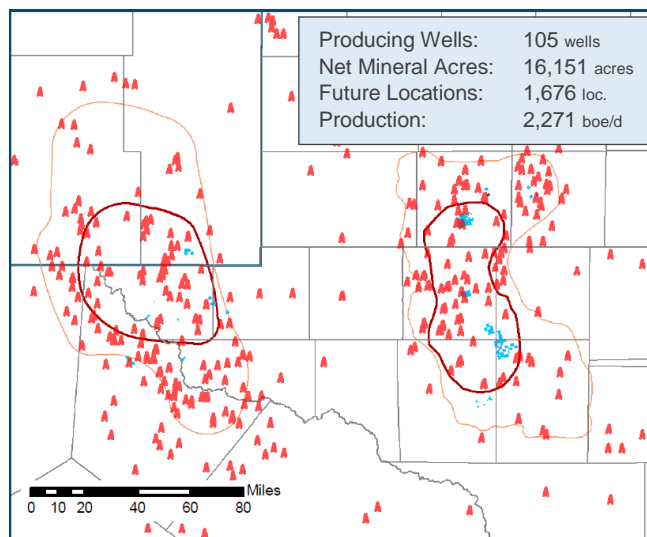 Producing Wells: 105 wells
Net Mineral Acres: 16,151 acres
Future Locations: 1,676 loc.
Production: 2,271 boe/d
Miles
0 10 20 40 60 80